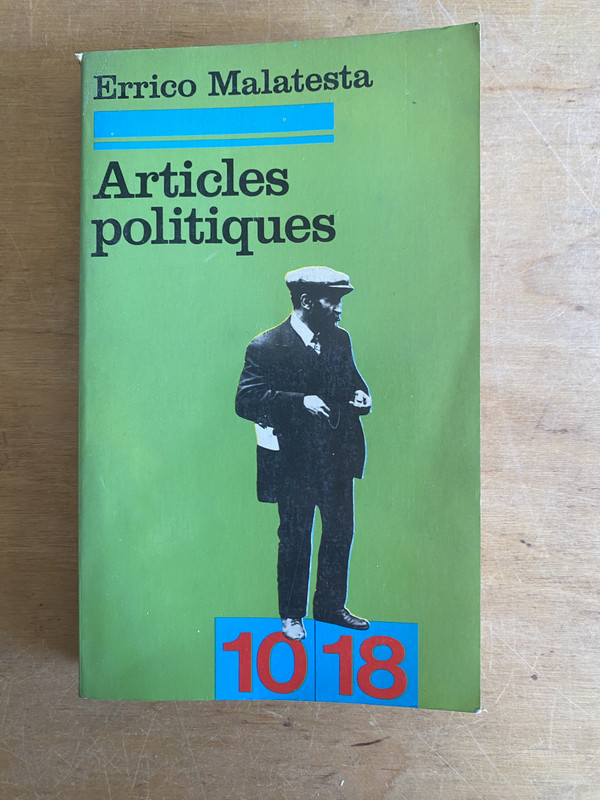 Errico Malatesta
Articles
politiques
10 18